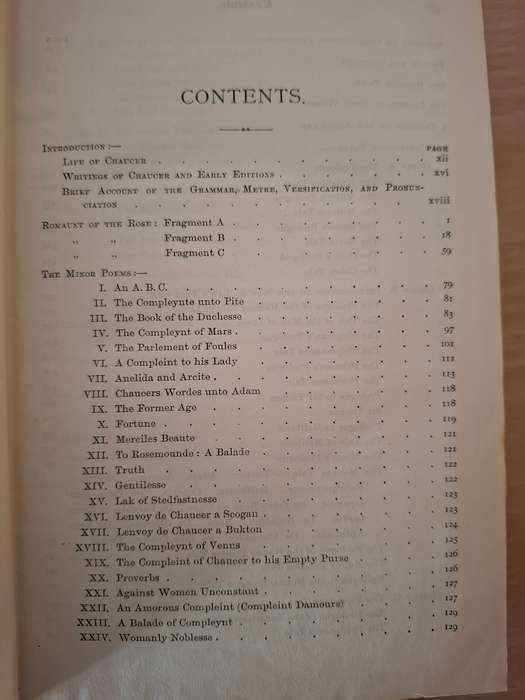 CONTENTS.
INTRODUCTION :— PAGE
LIFE OF CHAUCER . . . . . . . . . . . xii
WRITINGS OF CHAUCER AND EARLY EDITIONS . . . . . . xvi
BRIEF ACCOUNT OF THE GRAMMAR, METRE, VERSIFICATION, AND PRONUN-
CIATION . . . . . . . . . . . . xviii
ROMAUNT OF THE ROSE : Fragment A . . . . . . . . 1
,, ,, Fragment B . . . . . . . . 18
,, ,, Fragment C . . . . . . . . 59
THE MINOR POEMS :—
I. An A. B. C. . . . . . . . . . . 79
II. The Compleynte unto Pite . . . . . . . 81
III. The Book of the Duchesse . . . . . . . 83
IV. The Compleynt of Mars . . . . . . . . 97
V. The Parlement of Foules . . . . . . . 101
VI. A Compleint to his Lady . . . . . . . 111
VII. Anelida and Arcite . . . . . . . . 113
VIII. Chaucers Wordes unto Adam . . . . . . . 118
IX. The Former Age . . . . . . . . 118
X. Fortune . . . . . . . . . . 119
XI. Merciles Beaute . . . . . . . . 121
XII. To Rosemounde : A Balade . . . . . . . 121
XIII. Truth . . . . . . . . . . 122
XIV. Gentilesse . . . . . . . . . 122
XV. Lak of Stedfastnesse . . . . . . . . 123
XVI. Lenvoy de Chaucer a Scogan . . . . . . . 123
XVII. Lenvoy de Chaucer a Bukton . . . . . . . 124
XVIII. The Compleynt of Venus . . . . . . . 125
XIX. The Compleint of Chaucer to his Empty Purse . . . . 126
XX. Proverbs . . . . . . . . . . 126
XXI. Against Women Unconstant . . . . . . . 127
XXII. An Amorous Compleint (Compleint Damours) . . . . 127
XXIII. A Balade of Compleynt . . . . . . . . 129
XXIV. Womanly Noblesse . . . . . . . . 129